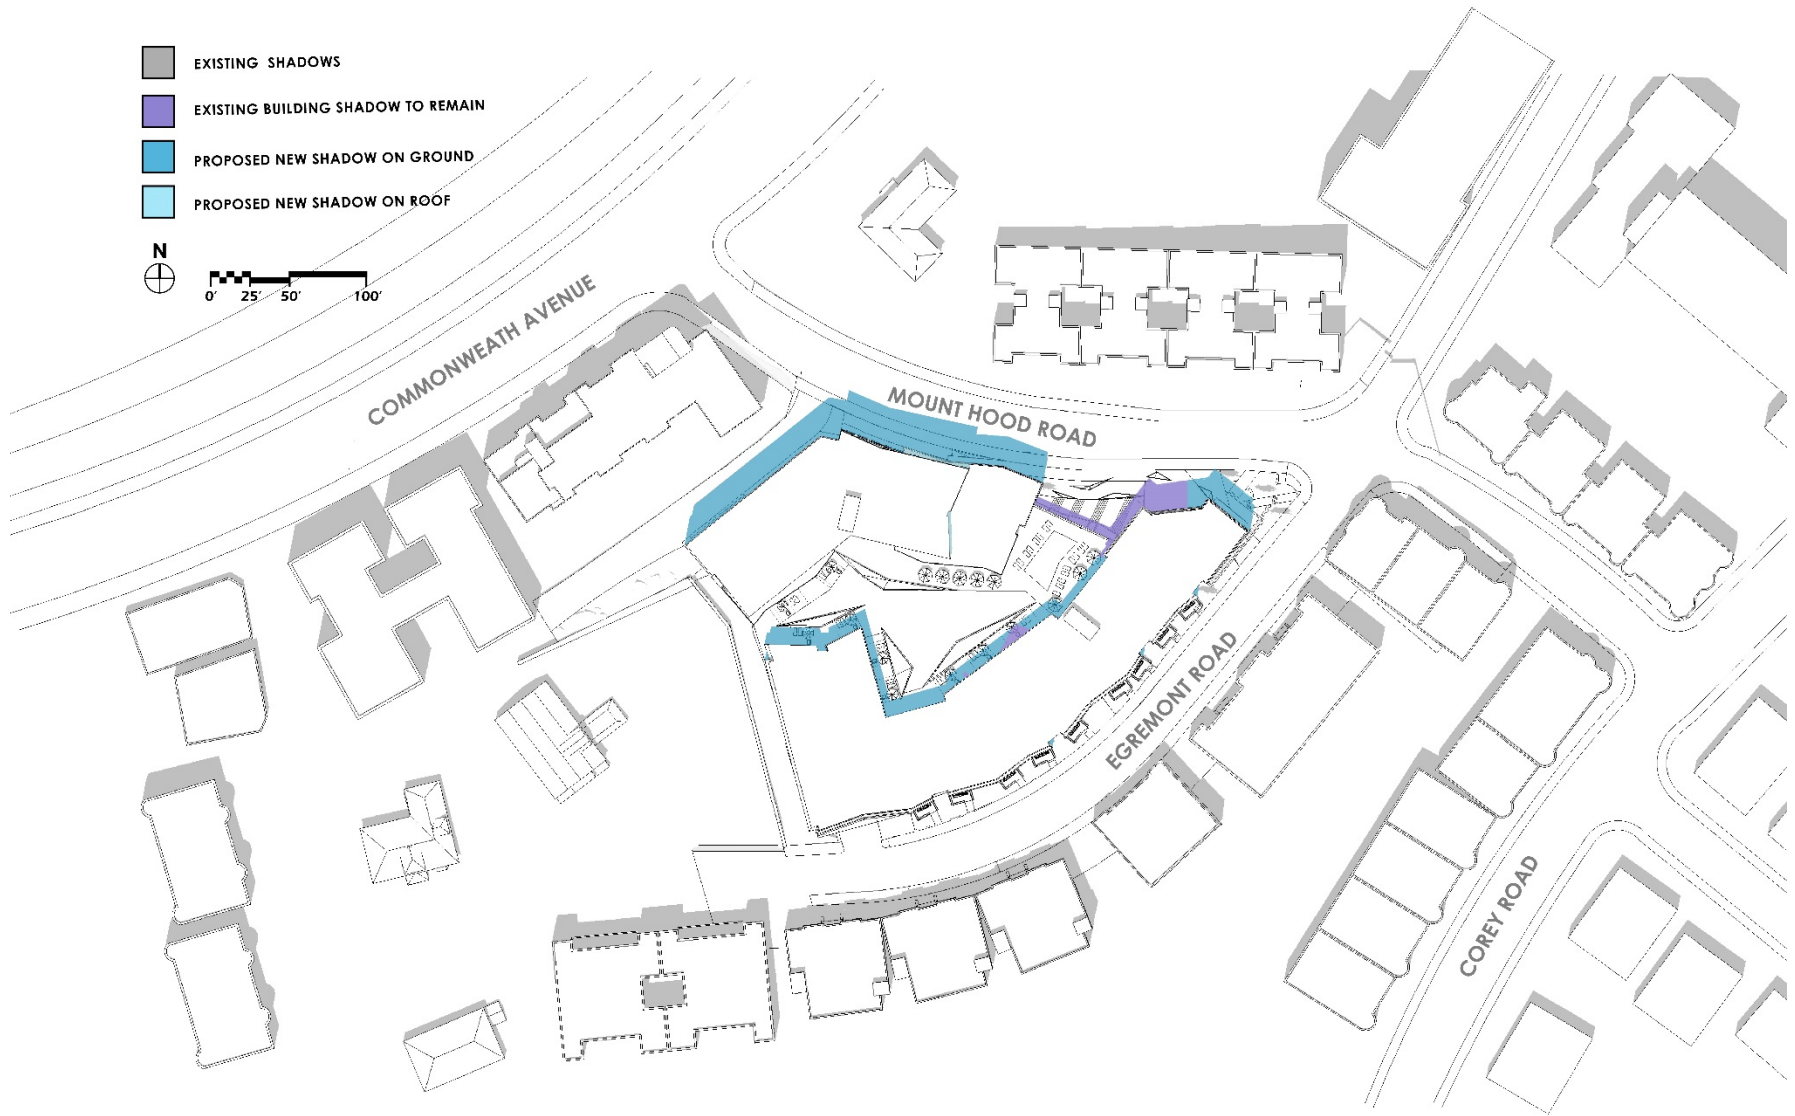 EXISTING SHADOWS
EXISTING BUILDING SHADOW TO REMAIN
PROPOSED NEW SHADOW ON GROUND
PROPOSED NEW SHADOW ON ROOF
N
0' 25' 50' 100'
COMMONWEATH AVENUE
MOUNT HOOD ROAD
EGREMONT ROAD
COREY ROAD